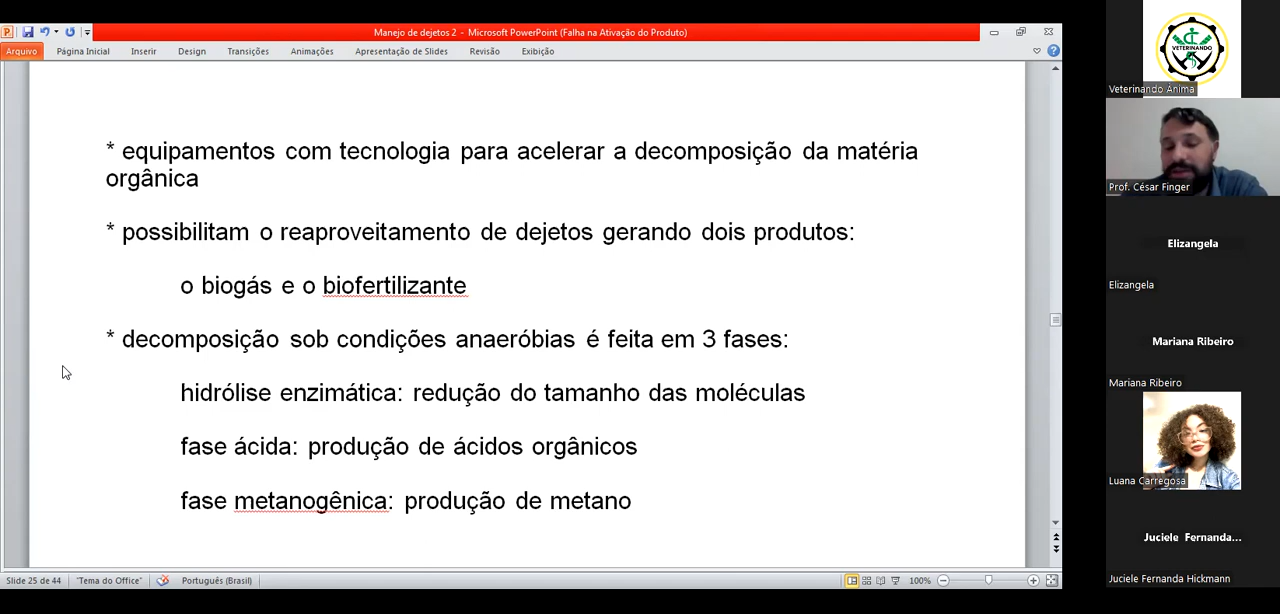 Manejo de dejetos 2 - Microsoft PowerPoint (Falha na Ativação do Produto)
Arquivo Página Inicial Inserir Design Transições Animações Apresentação de Slides Revisão Exibição
* equipamentos com tecnologia para acelerar a decomposição da matéria
orgânica
* possibilitam o reaproveitamento de dejetos gerando dois produtos:
o biogás e o biofertilizante
* decomposição sob condições anaeróbias é feita em 3 fases:
hidrólise enzimática: redução do tamanho das moléculas
fase ácida: produção de ácidos orgânicos
fase metanogênica: produção de metano
Slide 25 de 44 "Tema do Office" Português (Brasil) 100%
VETERINANDO
Veterinando Ânima
Prof. César Finger
Elizangela
Elizangela
Mariana Ribeiro
Mariana Ribeiro
Luana Carregosa
Juciele Fernanda...
Juciele Fernanda Hickmann